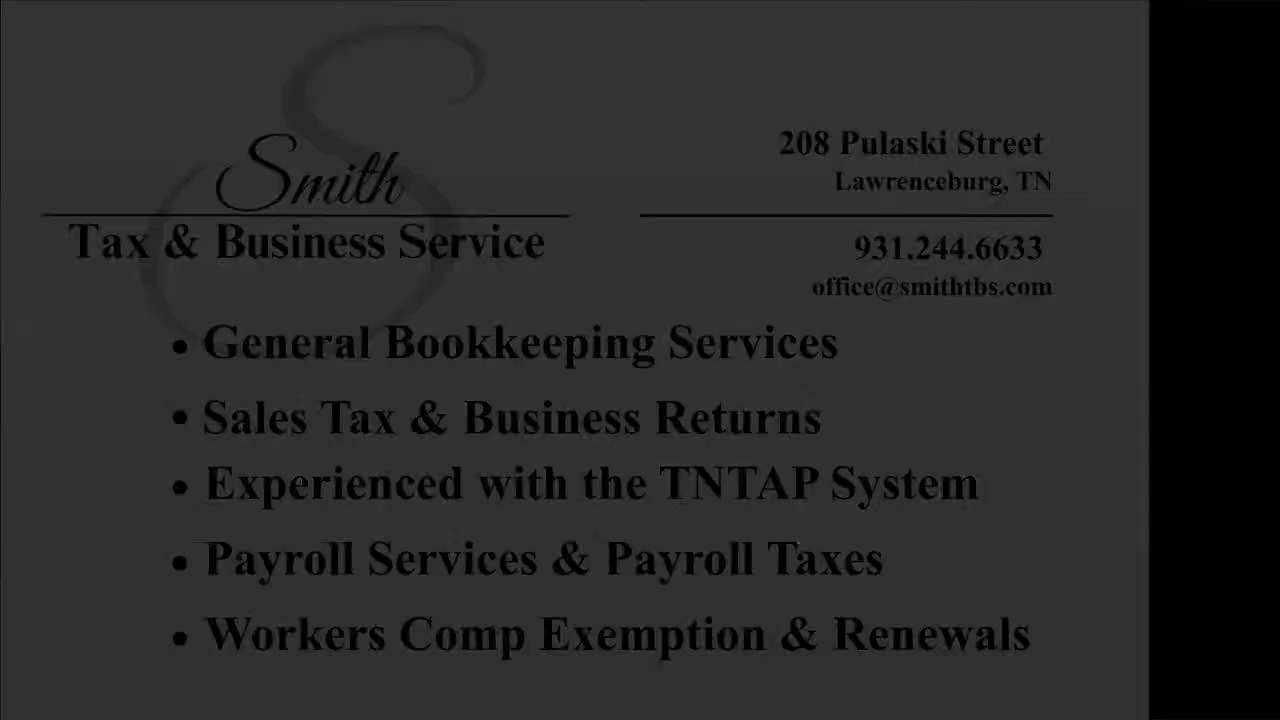 Smith
Tax & Business Service
208 Pulaski Street
Lawrenceburg, TN
931.244.6633
office@smithtbs.com
• General Bookkeeping Services
• Sales Tax & Business Returns
• Experienced with the TNTAP System
• Payroll Services & Payroll Taxes
• Workers Comp Exemption & Renewals